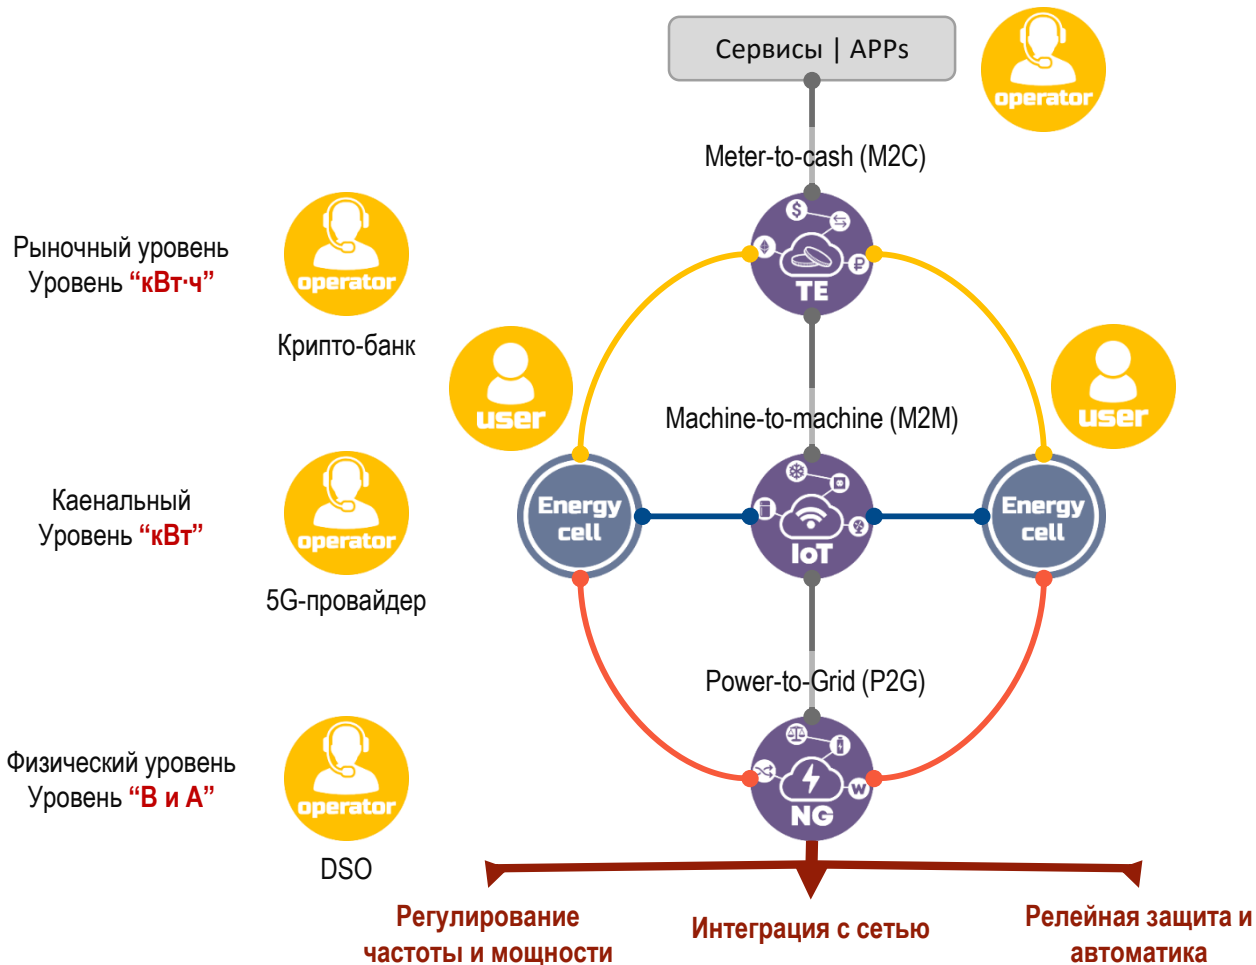 Сервисы | APPs
operator
Meter-to-cash (M2C)
Рыночный уровень
Уровень “кВт·ч”
operator
Крипто-банк
TE
user
user
Machine-to-machine (M2M)
Каенальный
Уровень “кВт”
operator
5G-провайдер
Energy
cell
IoT
Energy
cell
Power-to-Grid (P2G)
Физический уровень
Уровень “В и А”
operator
DSO
W
NG
Регулирование
частоты и мощности
Интеграция с сетью
Релейная защита и
автоматика